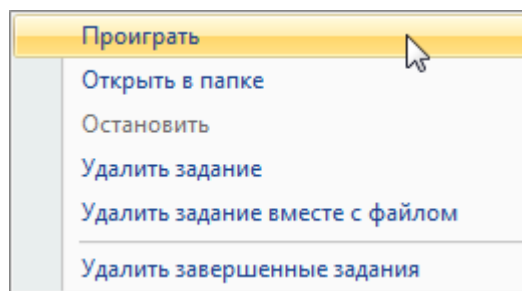 Проиграть
Открыть в папке
Остановить
Удалить задание
Удалить задание вместе с файлом
Удалить завершенные задания